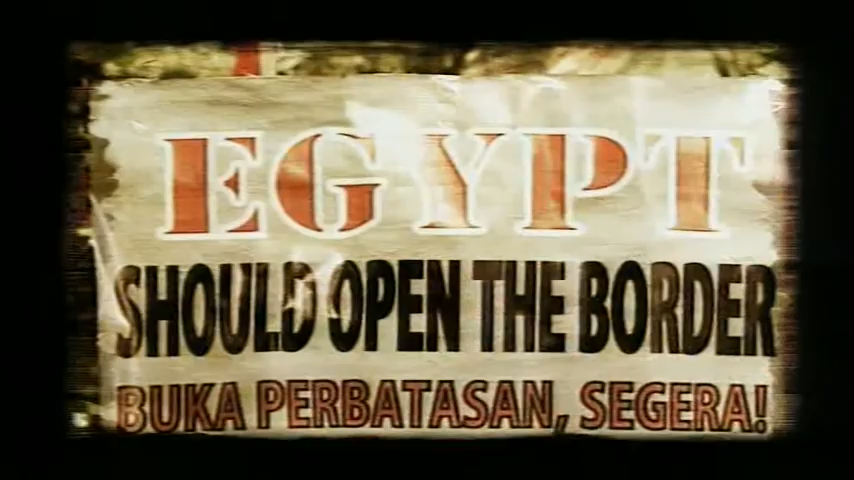 EGYPT
SHOULD OPEN THE BORDER
BUKA PERBATASAN, SEGERA!